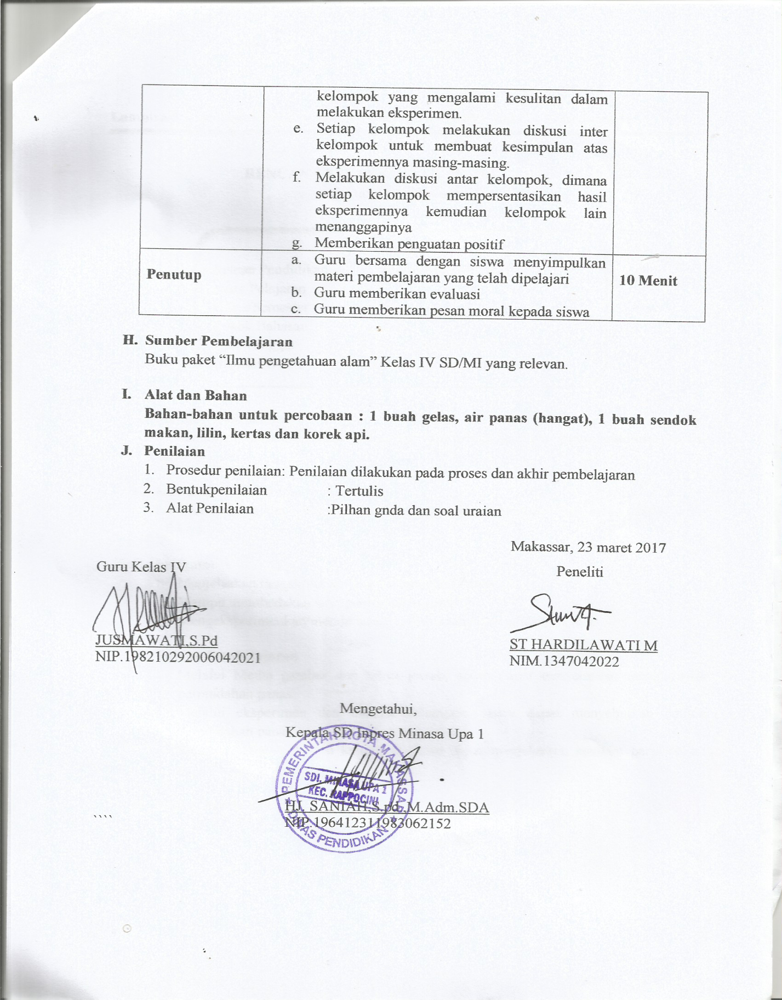 kelompok yang mengalami kesulitan dalam
melakukan eksperimen.
e. Setiap kelompok melakukan diskusi inter
kelompok untuk membuat kesimpulan atas
eksperimennya masing-masing.
f. Melakukan diskusi antar kelompok, dimana
setiap kelompok mempersentasikan hasil
eksperimennya kemudian kelompok lain
menanggapinya
g. Memberikan penguatan positif
Penutup
a. Guru bersama dengan siswa menyimpulkan
materi pembelajaran yang telah dipelajari
b. Guru memberikan evaluasi
c. Guru memberikan pesan moral kepada siswa
10 Menit
H. Sumber Pembelajaran
Buku paket “Ilmu pengetahuan alam” Kelas IV SD/MI yang relevan.
I. Alat dan Bahan
Bahan-bahan untuk percobaan : 1 buah gelas, air panas (hangat), 1 buah sendok
makan, lilin, kertas dan korek api.
J. Penilaian
1. Prosedur penilaian: Penilaian dilakukan pada proses dan akhir pembelajaran
2. Bentukpenilaian : Tertulis
3. Alat Penilaian :Pilhan gnda dan soal uraian
Makassar, 23 maret 2017
Guru Kelas IV
Peneliti
JUSMAWATI,S.Pd
NIP.198210292006042021
ST HARDILAWATI M
NIM.1347042022
Mengetahui,
Kepala SD Inpres Minasa Upa 1
PEMERINTAH KOTA MAKASSAR
SDI. MINASA UPA 1
KEC. RAPPOCINI
DINAS PENDIDIKAN
HJ. SANIAH,S.pd.,M.Adm.SDA
NIP.196412311983062152
````